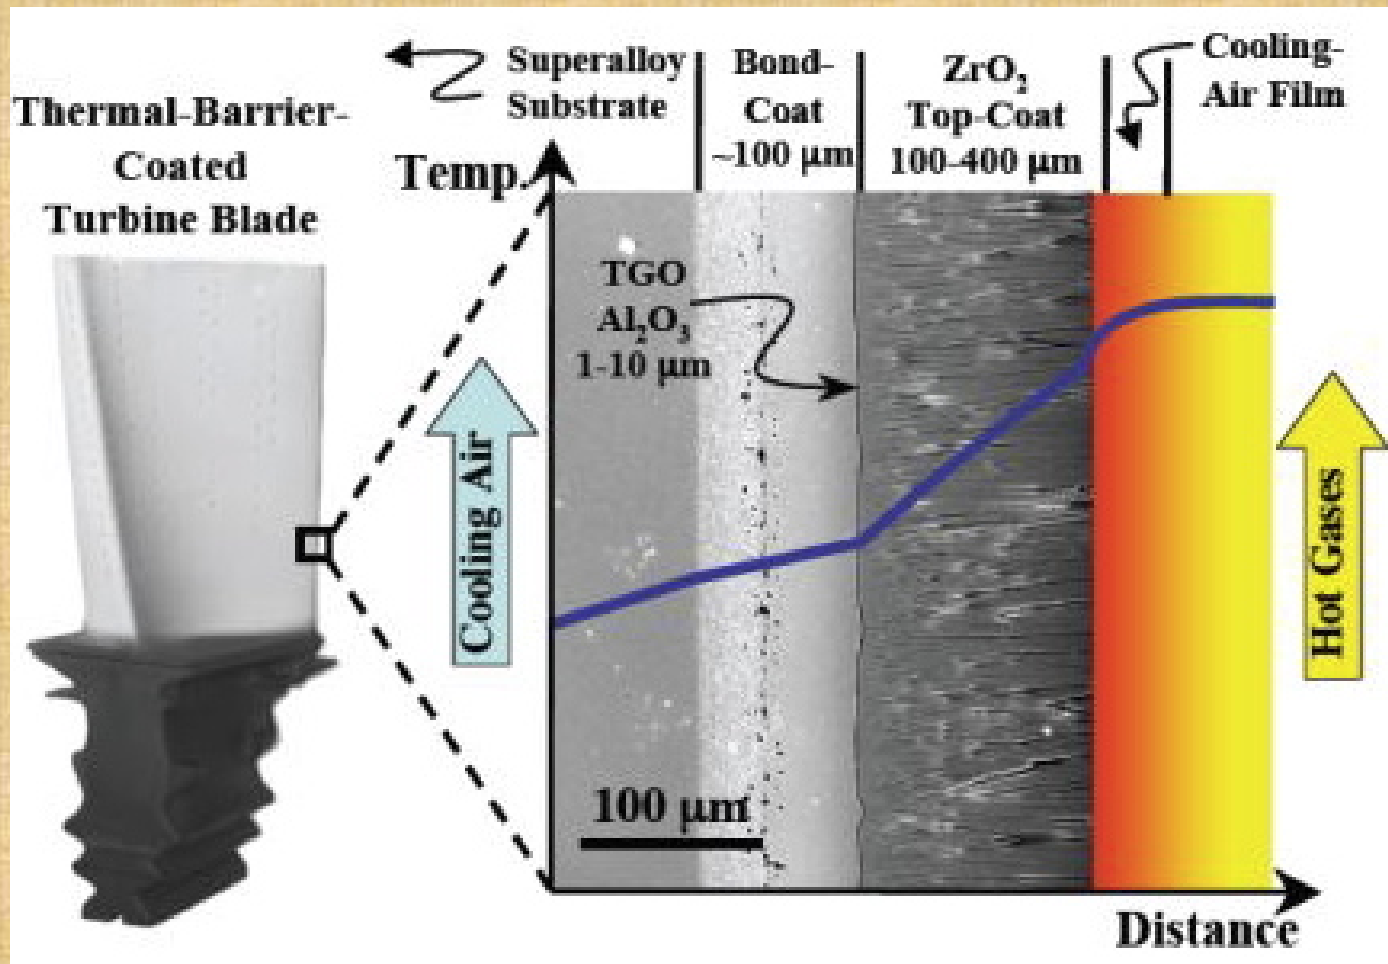 Thermal-Barrier-
Coated
Turbine Blade
Superalloy
Substrate
Bond-
Coat
~100 μm
ZrO₂
Top-Coat
100-400 μm
Cooling-
Air Film
Temp.
TGO
Al₂O₃
1-10 μm
Cooling Air
Hot Gases
100 μm
Distance